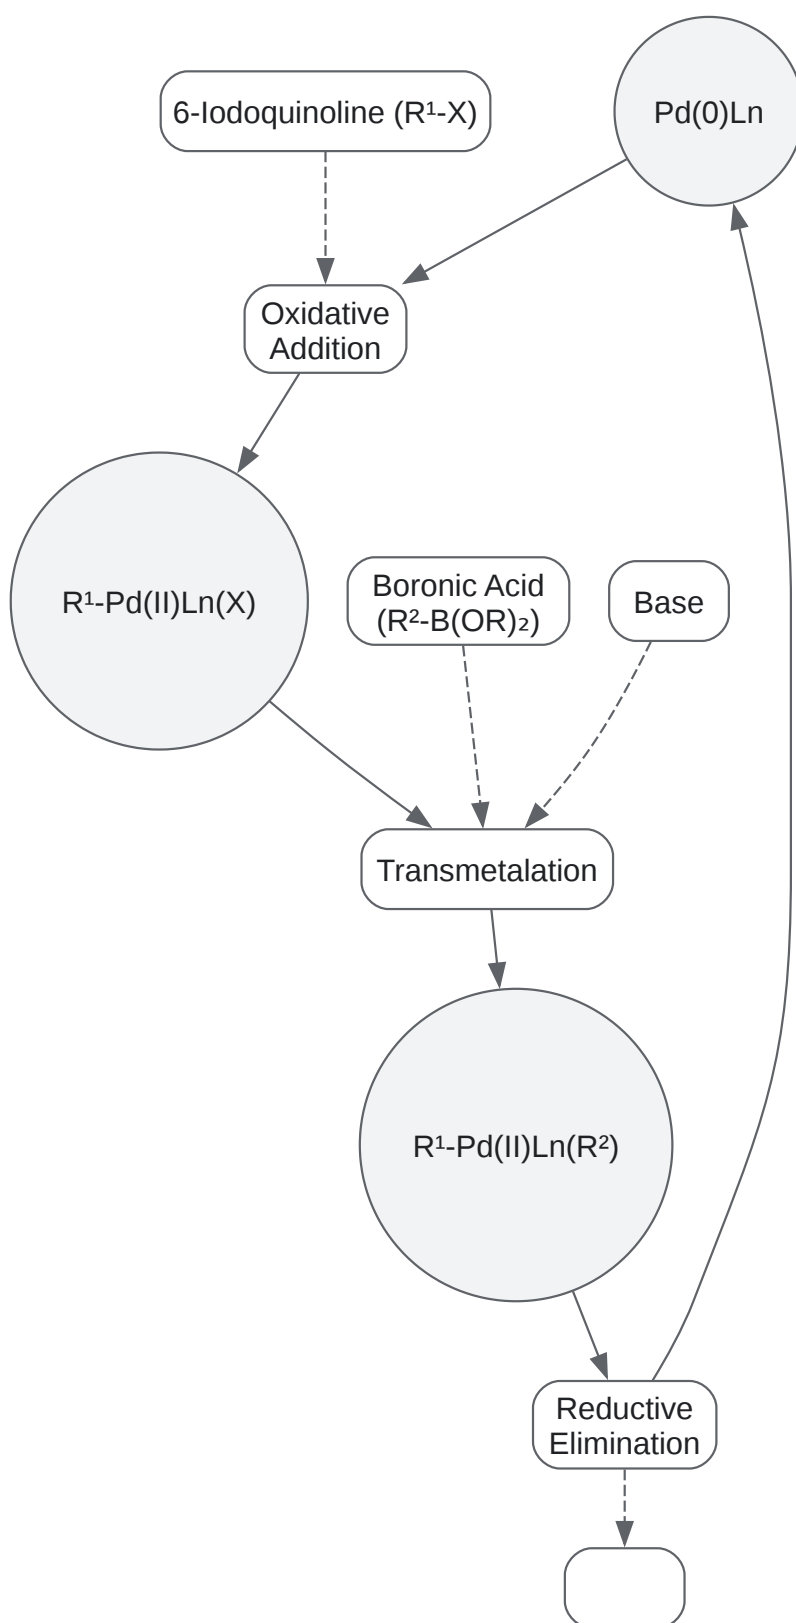 6-Iodoquinoline (R¹-X)
Pd(0)Ln
Oxidative
Addition
R¹-Pd(II)Ln(X)
Boronic Acid
(R²-B(OR)₂)
Base
Transmetalation
R¹-Pd(II)Ln(R²)
Reductive
Elimination